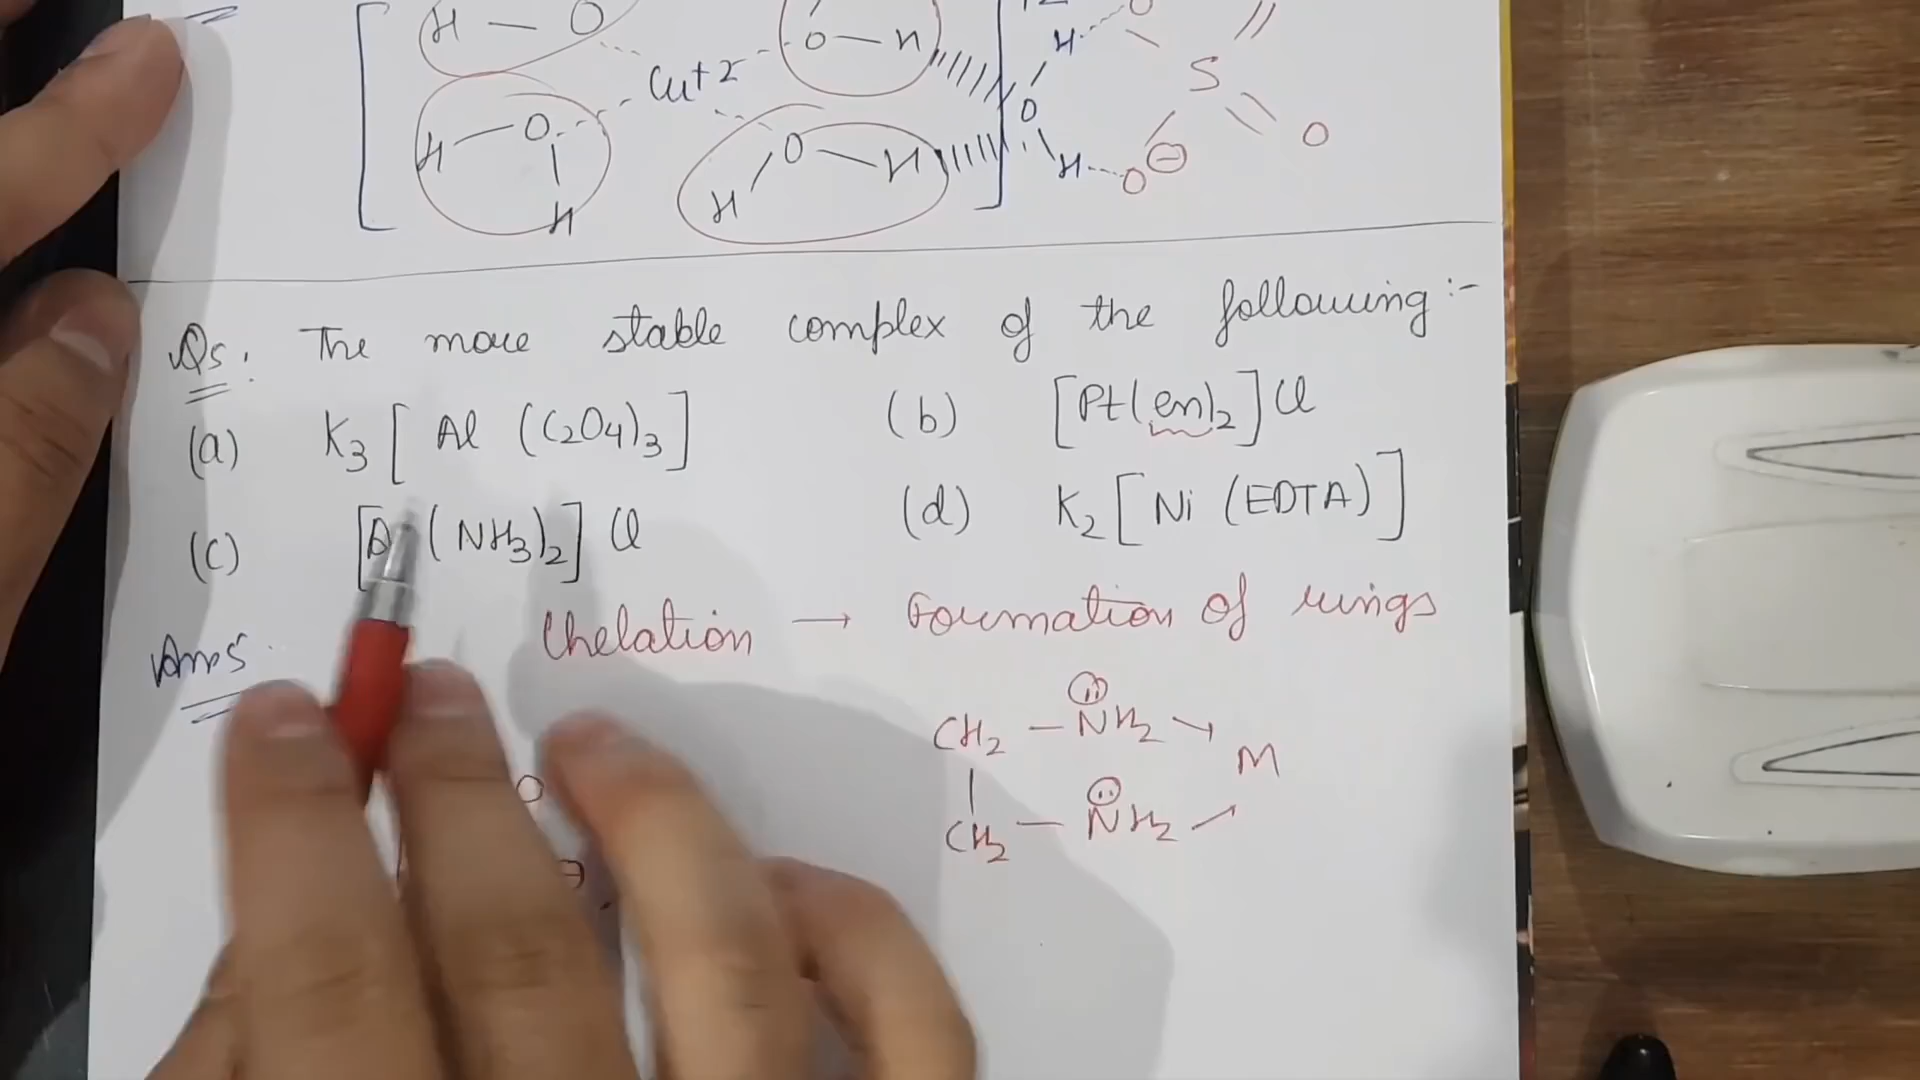 H — O
O — H
H
O
Cu+2
S
H — O
H
O
O
O
H — O ⊖
H
Qs: The more stable complex of the following :-
(a) K3 [ Al (C2O4)3 ] (b) [Pt(en)2] Cl
(c) (NH3)2 ] Cl (d) K2 [ Ni (EDTA) ]
Chelation → Formation of rings
Ans
CH2 — NH2 → M
CH2 — NH2 →
O